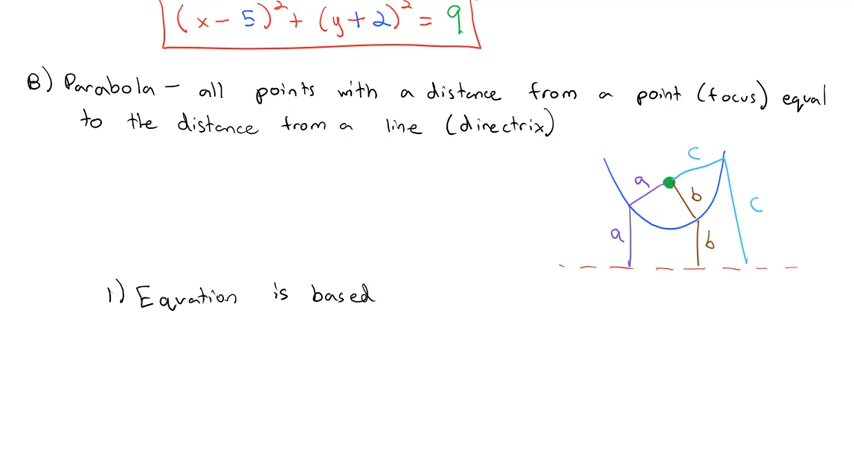 (x - 5)² + (y + 2)² = 9
B) Parabola - all points with a distance from a point (focus) equal
to the distance from a line (directrix)
c
a
b
c
a
b
1) Equation is based